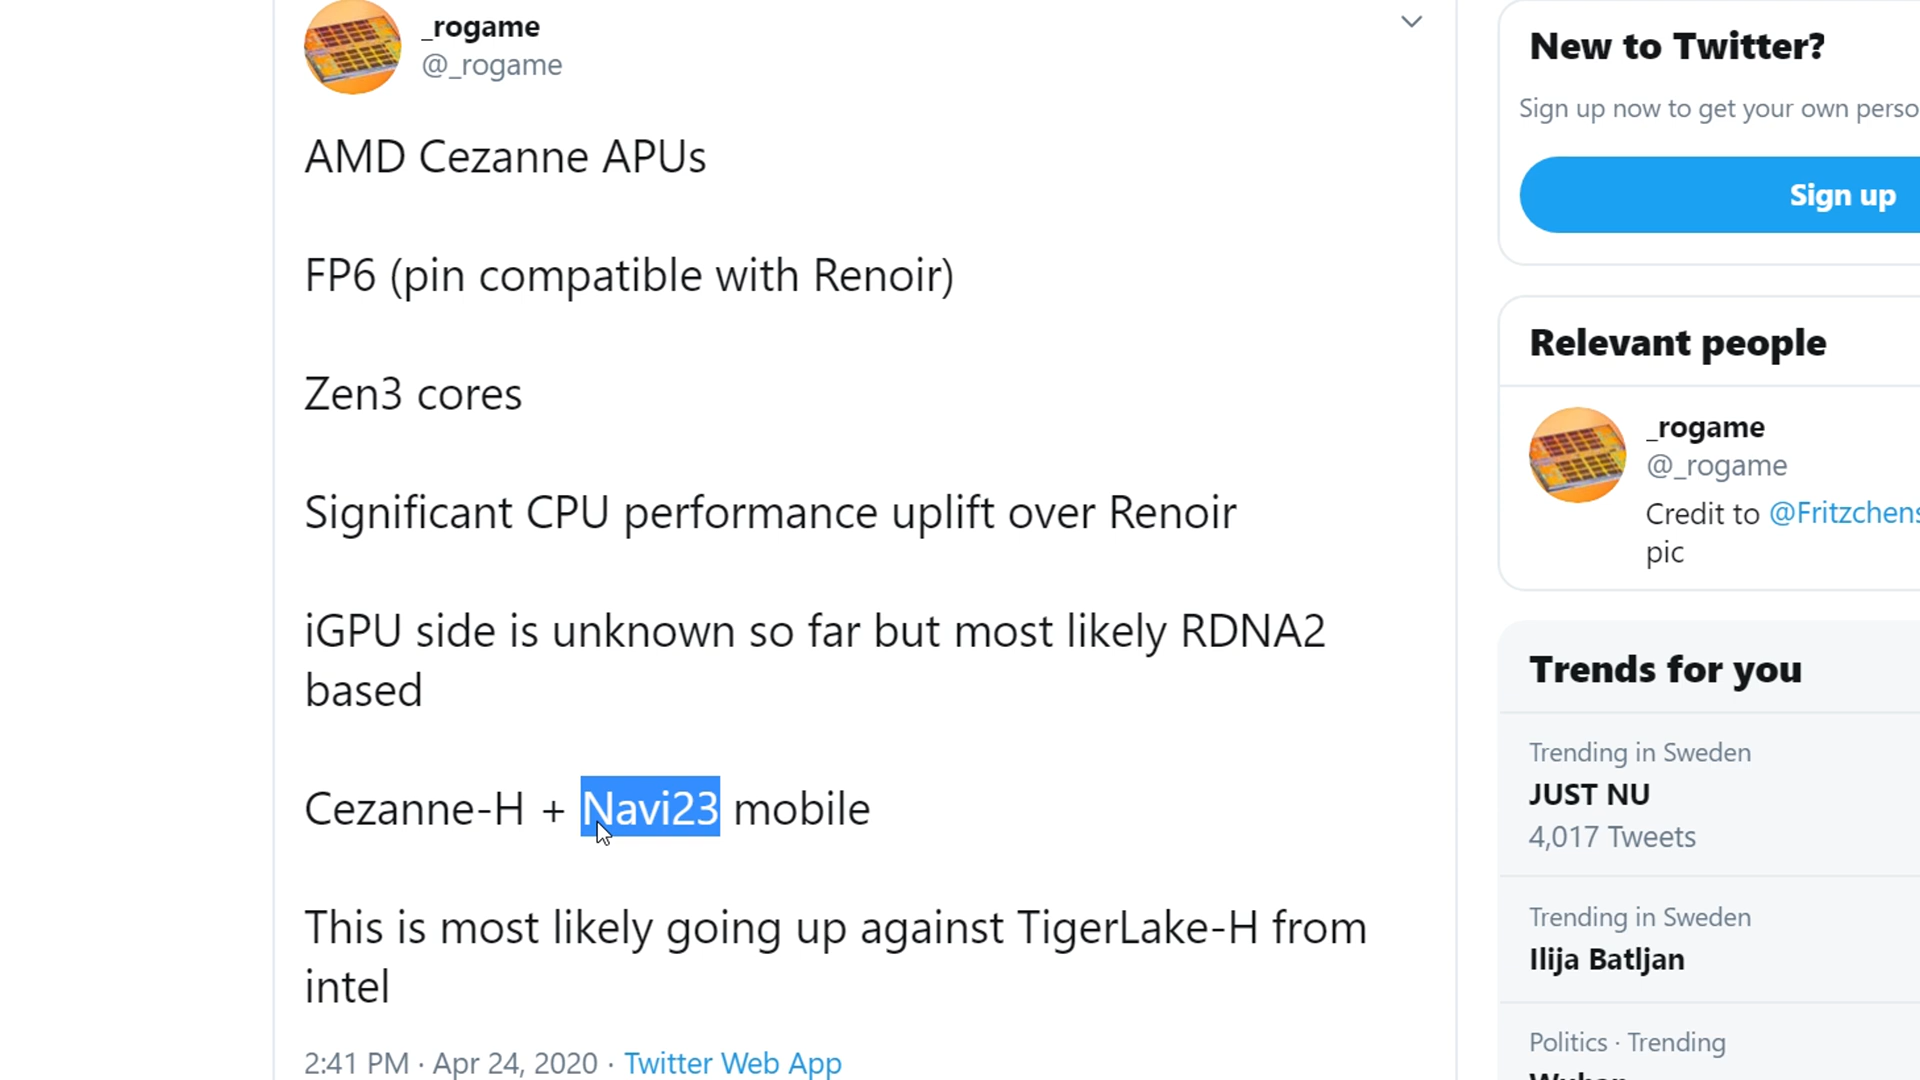 _rogame
@_rogame
AMD Cezanne APUs
FP6 (pin compatible with Renoir)
Zen3 cores
Significant CPU performance uplift over Renoir
iGPU side is unknown so far but most likely RDNA2
based
Cezanne-H + Navi23 mobile
This is most likely going up against TigerLake-H from
intel
2:41 PM · Apr 24, 2020 · Twitter Web App
New to Twitter?
Sign up now to get your own perso
Sign up
Relevant people
_rogame
@_rogame
Credit to @Fritzchens
pic
Trends for you
Trending in Sweden
JUST NU
4,017 Tweets
Trending in Sweden
Ilija Batljan
Politics · Trending